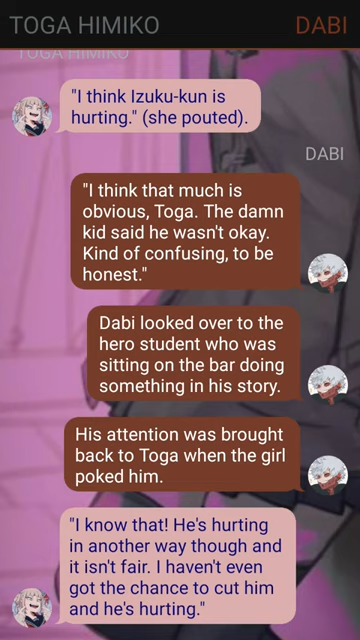 TOGA HIMIKO DABI
TOGA HIMIKO
"I think Izuku-kun is
hurting." (she pouted).
DABI
"I think that much is
obvious, Toga. The damn
kid said he wasn't okay.
Kind of confusing, to be
honest."
Dabi looked over to the
hero student who was
sitting on the bar doing
something in his story.
His attention was brought
back to Toga when the girl
poked him.
"I know that! He's hurting
in another way though and
it isn't fair. I haven't even
got the chance to cut him
and he's hurting."